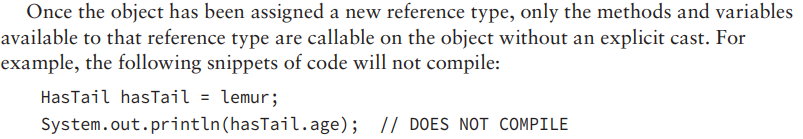 Once the object has been assigned a new reference type, only the methods and variables
available to that reference type are callable on the object without an explicit cast. For
example, the following snippets of code will not compile:
HasTail hasTail = lemur;
System.out.println(hasTail.age);  // DOES NOT COMPILE